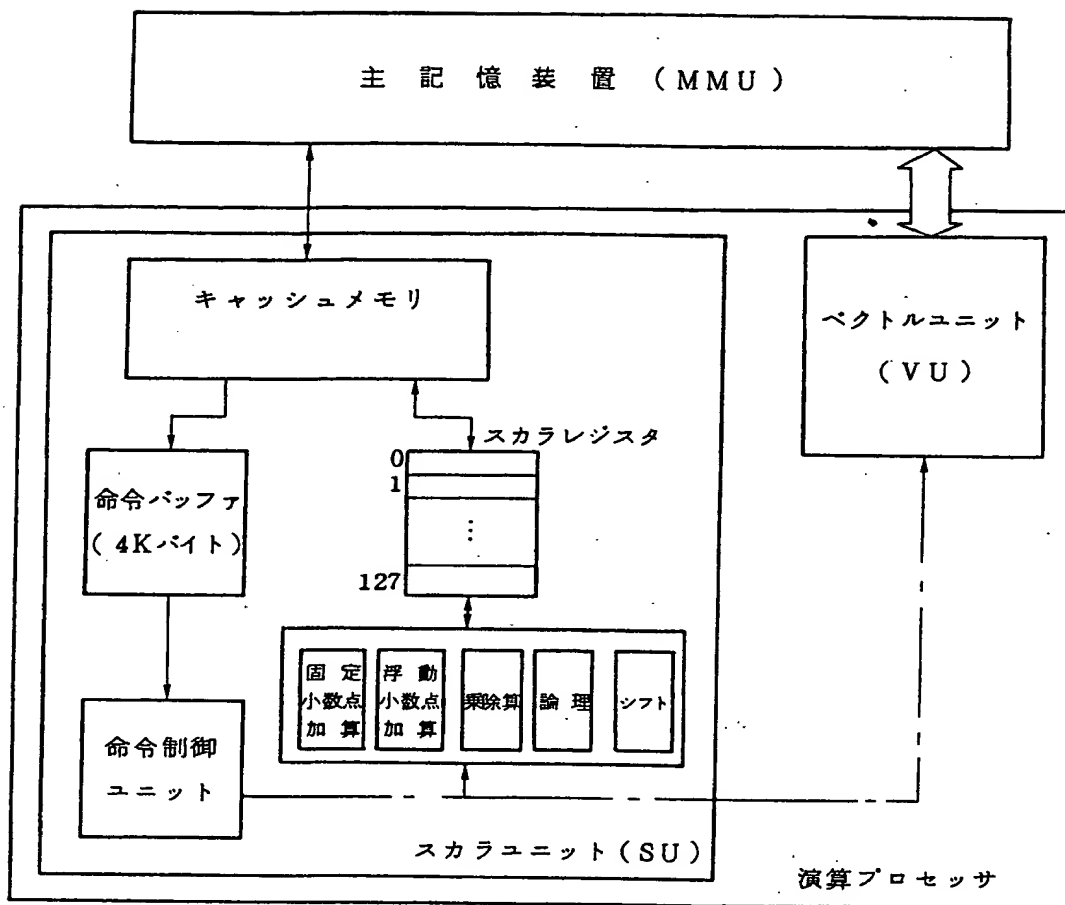 主記憶装置(MMU)
キャッシュメモリ
ベクトルユニット
(VU)
スカラレジスタ
0
1
⋮
127
命令バッファ
(4Kバイト)
固定
小数点
加算
浮動
小数点
加算
乗除算
論理
シフト
命令制御
ユニット
スカラユニット(SU)
演算プロセッサ